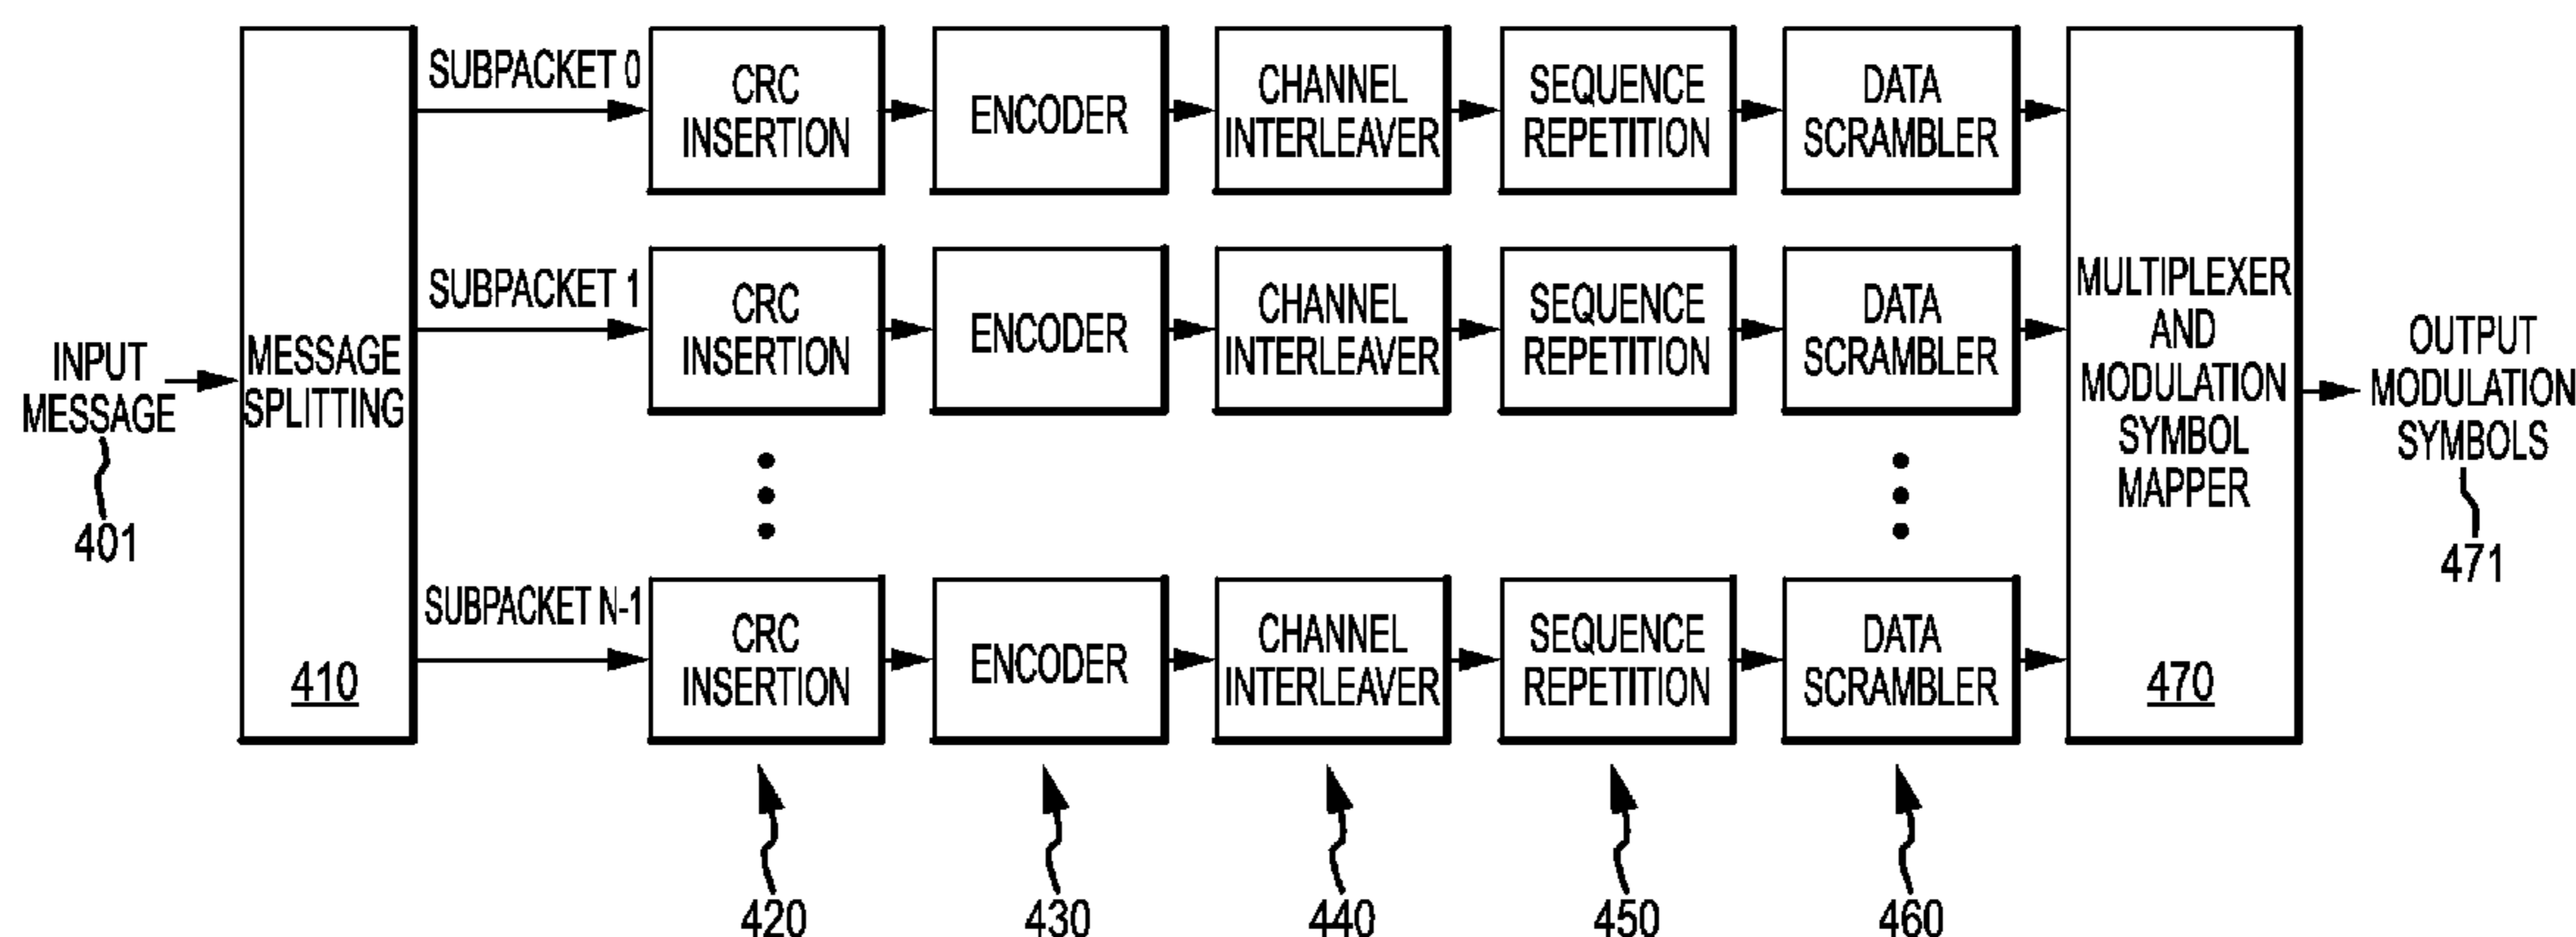 INPUT
MESSAGE
401
MESSAGE
SPLITTING
410
SUBPACKET 0
CRC
INSERTION
ENCODER
CHANNEL
INTERLEAVER
SEQUENCE
REPETITION
DATA
SCRAMBLER
SUBPACKET 1
CRC
INSERTION
ENCODER
CHANNEL
INTERLEAVER
SEQUENCE
REPETITION
DATA
SCRAMBLER
SUBPACKET N-1
CRC
INSERTION
ENCODER
CHANNEL
INTERLEAVER
SEQUENCE
REPETITION
DATA
SCRAMBLER
MULTIPLEXER
AND
MODULATION
SYMBOL
MAPPER
470
OUTPUT
MODULATION
SYMBOLS
471
420
430
440
450
460